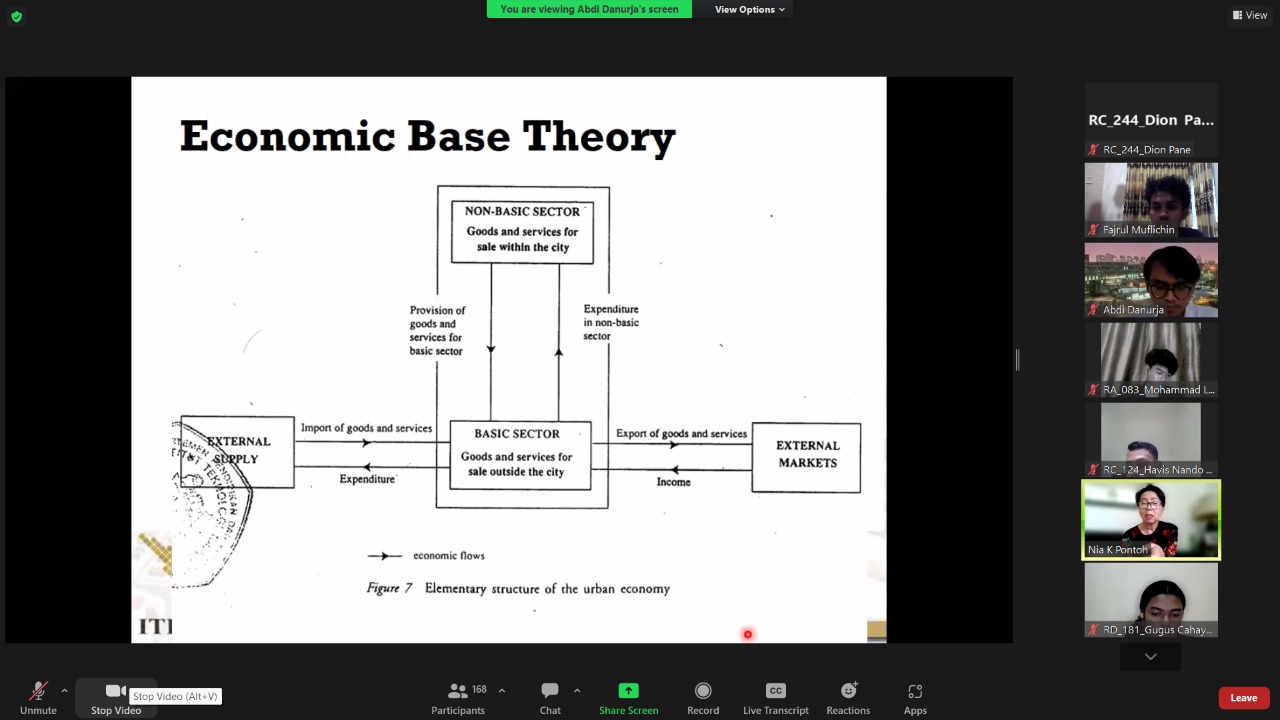 You are viewing Abdi Danurja's screen
View Options
View
Economic Base Theory
NON-BASIC SECTOR
Goods and services for
sale within the city
Provision of
goods and
services for
basic sector
Expenditure
in non-basic
sector
EXTERNAL
SUPPLY
Import of goods and services
Expenditure
BASIC SECTOR
Goods and services for
sale outside the city
Export of goods and services
Income
EXTERNAL
MARKETS
economic flows
Figure 7 Elementary structure of the urban economy
RC_244_Dion Pa...
RC_244_Dion Pane
Fajrul Muflichin
Abdi Danurja
RA_083_Mohammad L...
RC_124_Havis Nando ...
Nia K Pontoh
RD_181_Gugus Cahay...
Unmute
Stop Video
Stop Video (Alt+V)
168
Participants
Chat
Share Screen
Record
CC
Live Transcript
Reactions
Apps
Leave